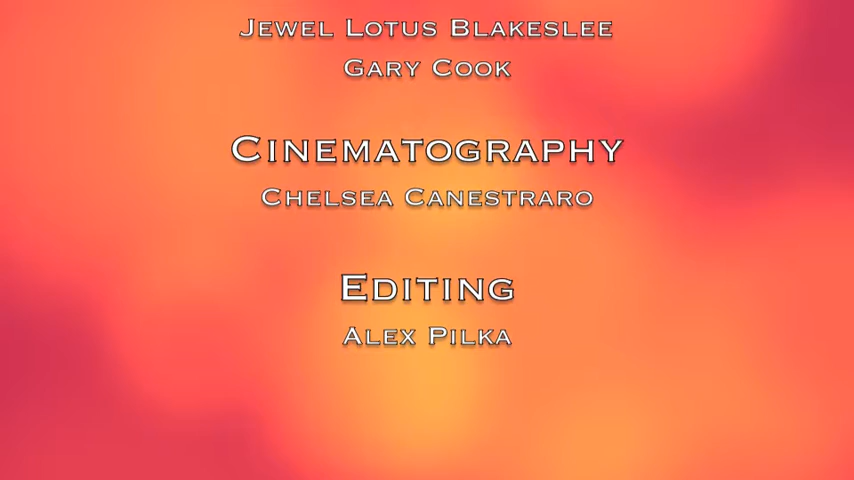 Jewel Lotus Blakeslee
Gary Cook
Cinematography
Chelsea Canestraro
Editing
Alex Pilka